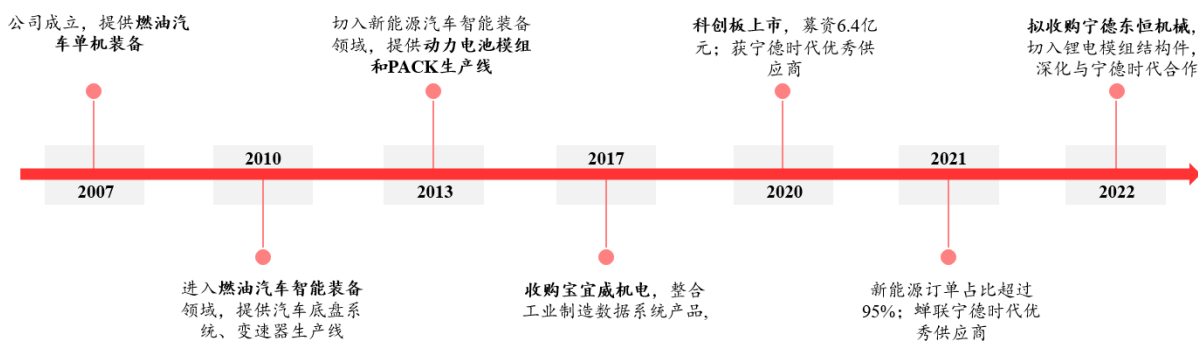 公司成立，提供燃油汽
车单机装备
切入新能源汽车智能装备
领域，提供动力电池模组
和PACK生产线
科创板上市，募资6.4亿
元；获宁德时代优秀供
应商
拟收购宁德东恒机械，
切入锂电模组结构件，
深化与宁德时代合作
2007
2010
2013
2017
2020
2021
2022
进入燃油汽车智能装备
领域，提供汽车底盘系
统、变速器生产线
收购宝宜威机电，整合
工业制造数据系统产品，
新能源订单占比超过
95%；蝉联宁德时代优
秀供应商